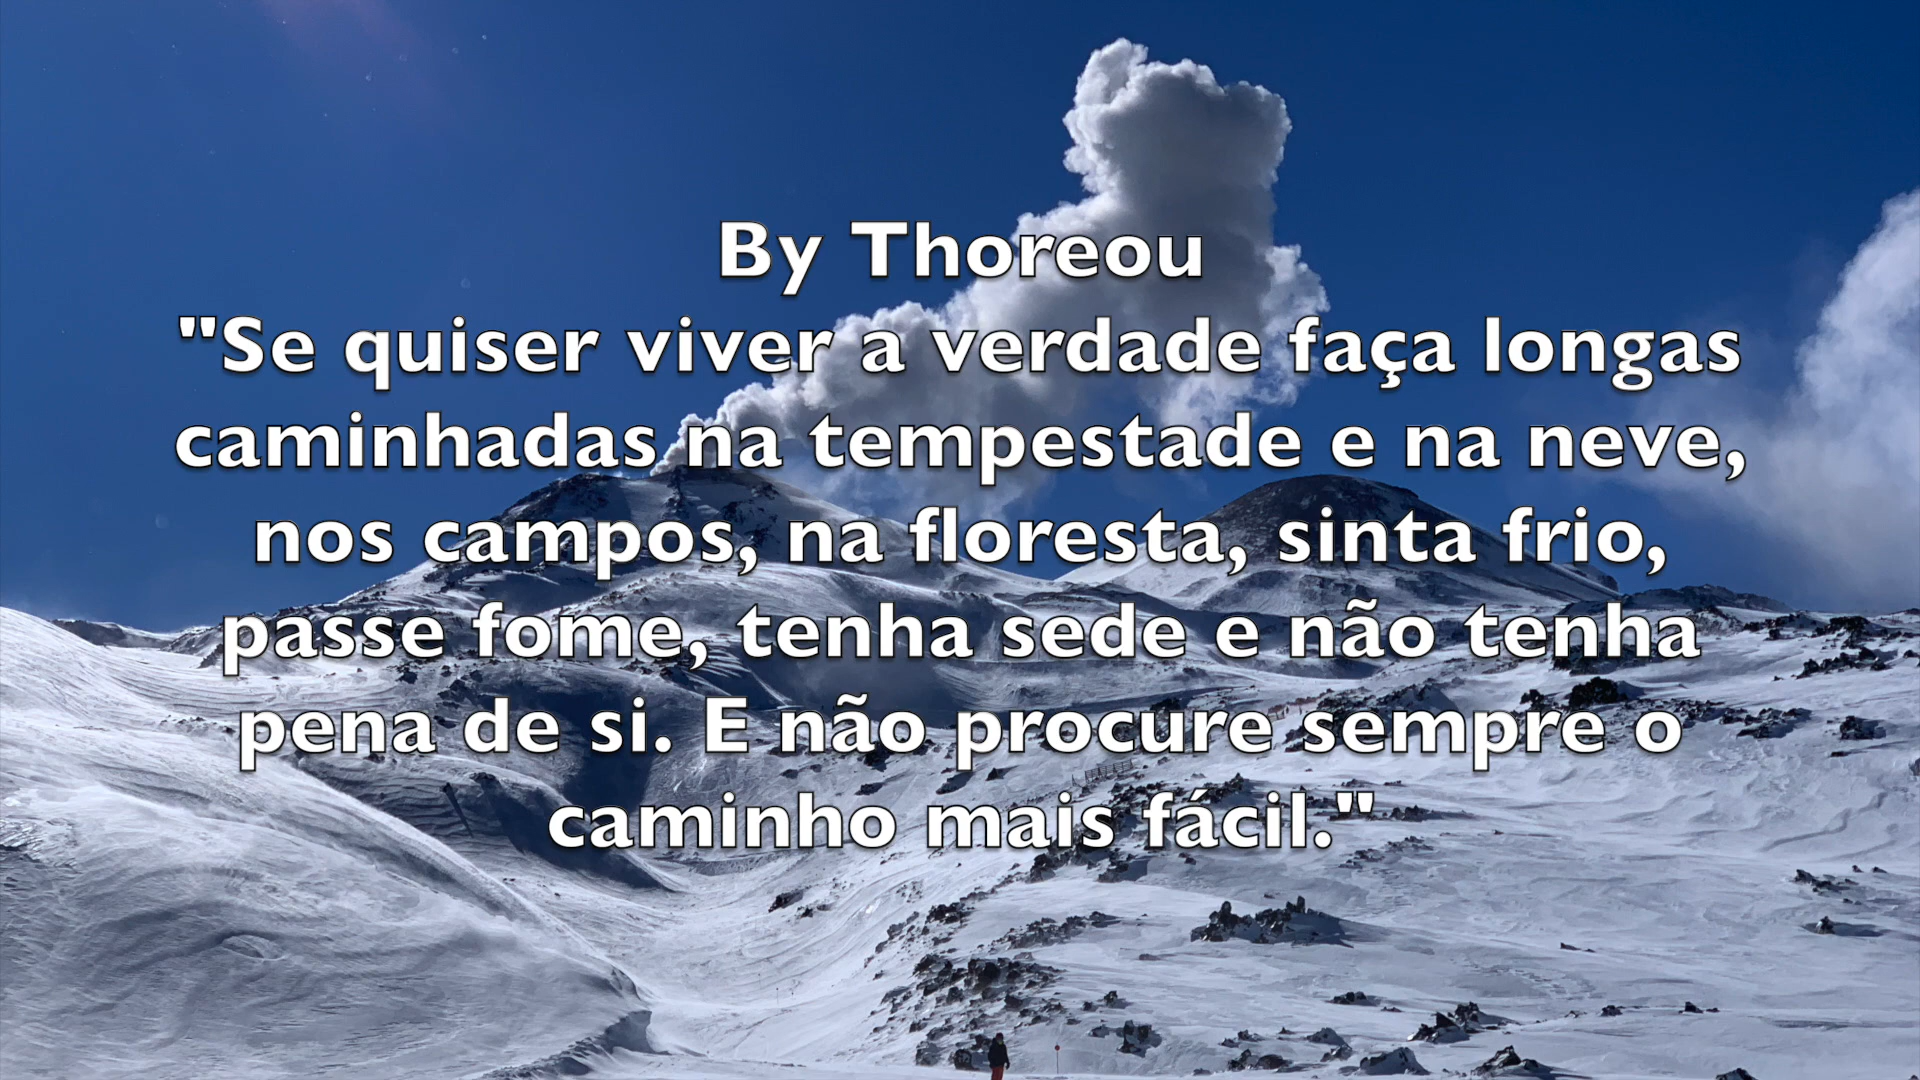 By Thoreou
"Se quiser viver a verdade faça longas
caminhadas na tempestade e na neve,
nos campos, na floresta, sinta frio,
passe fome, tenha sede e não tenha
pena de si. E não procure sempre o
caminho mais fácil."